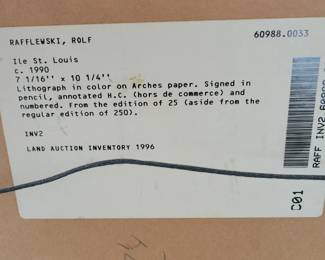 RAFFLEWSKI, ROLF
60988.0033
Ile St. Louis
c. 1990
7 1/16'' x 10 1/4''
Lithograph in color on Arches paper. Signed in
pencil, annotated H.C. (hors de commerce) and
numbered. From the edition of 25 (aside from the
regular edition of 250).
INV2
LAND AUCTION INVENTORY 1996
C01
RAFF INV2